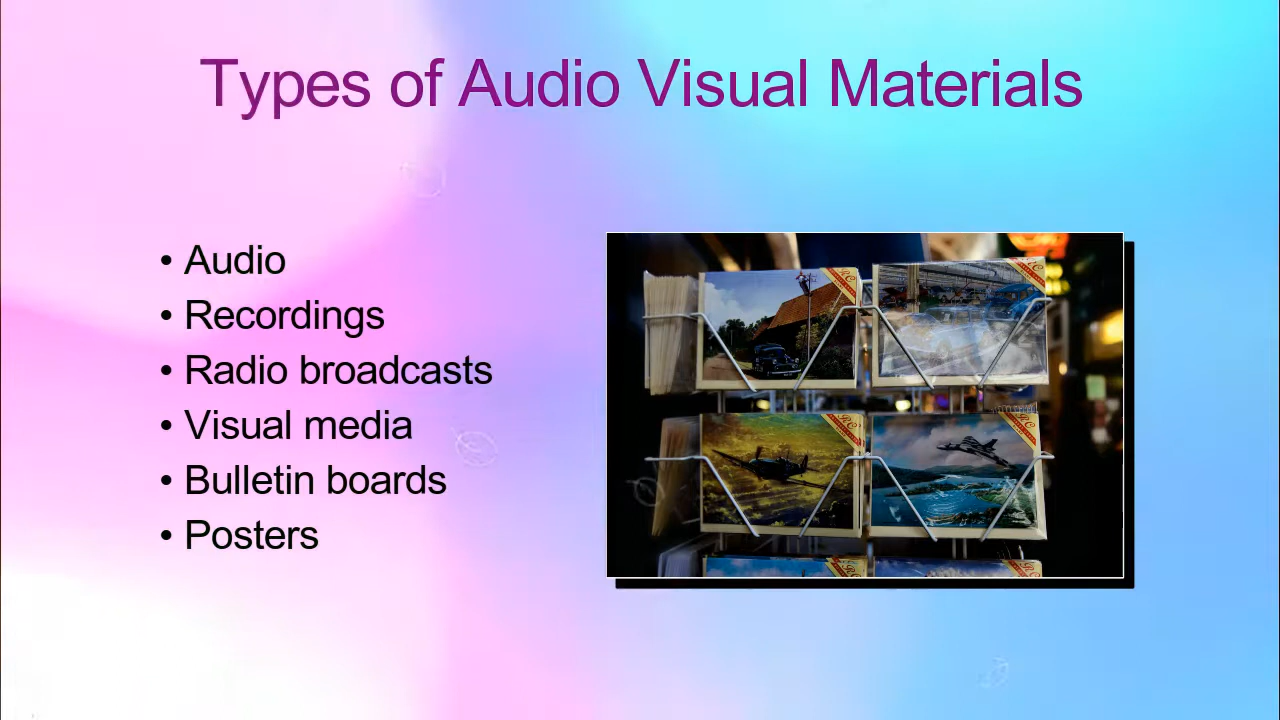 Types of Audio Visual Materials
• Audio
• Recordings
• Radio broadcasts
• Visual media
• Bulletin boards
• Posters